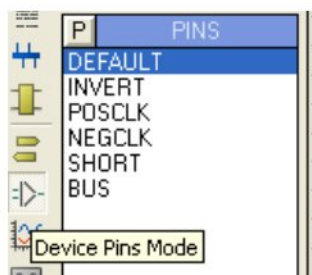 P PINS
DEFAULT
INVERT
POSCLK
NEGCLK
SHORT
BUS
Device Pins Mode